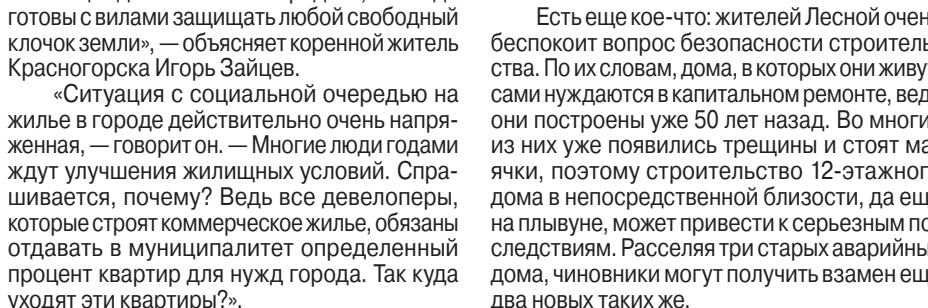 готовы с вилами защищать любой свободный
клочок земли», — объясняет коренной житель
Красногорска Игорь Зайцев.
«Ситуация с социальной очередью на
жилье в городе действительно очень напря-
женная, — говорит он. — Многие люди годами
ждут улучшения жилищных условий. Спра-
шивается, почему? Ведь все девелоперы,
которые строят коммерческое жилье, обязаны
отдавать в муниципалитет определенный
процент квартир для нужд города. Так куда
уходят эти квартиры?».
Есть еще кое-что: жителей Лесной очен
беспокоит вопрос безопасности строитель
ства. По их словам, дома, в которых они живу
сами нуждаются в капитальном ремонте, вед
они построены уже 50 лет назад. Во многи
из них уже появились трещины и стоят ма
ячки, поэтому строительство 12-этажног
дома в непосредственной близости, да ещ
на плывуне, может привести к серьезным по
следствиям. Расселяя три старых аварийны
дома, чиновники могут получить взамен ещ
два новых таких же.